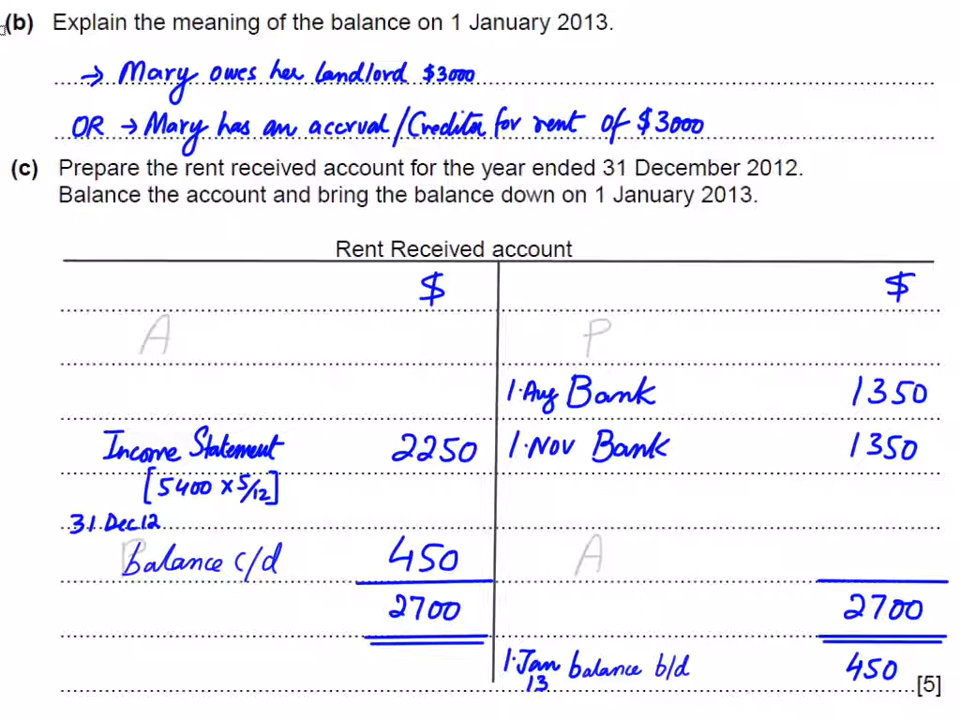 (b) Explain the meaning of the balance on 1 January 2013.
→ Mary owes her landlord $3000
OR → Mary has an accrual/Creditor for rent of $3000
(c) Prepare the rent received account for the year ended 31 December 2012.
Balance the account and bring the balance down on 1 January 2013.
Rent Received account
$ $
A P
1.Aug Bank 1350
Income Statement 2250 1.Nov Bank 1350
[5400 x 5/12]
31.Dec12
Balance c/d 450 A
2700 2700
1.Jan balance b/d 450
13 [5]